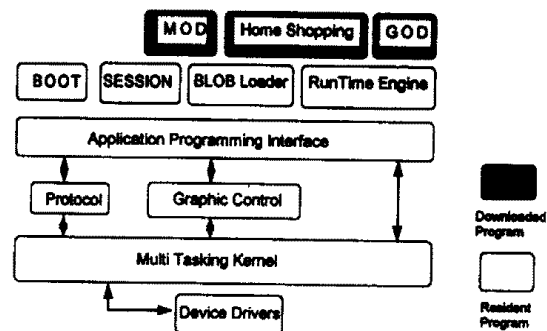 MOD Home Shopping GOD
BOOT SESSION BLOB Loader RunTime Engine
Application Programming Interface
Protocol Graphic Control
Multi Tasking Kernel
Device Drivers
Downloaded
Program
Resident
Program